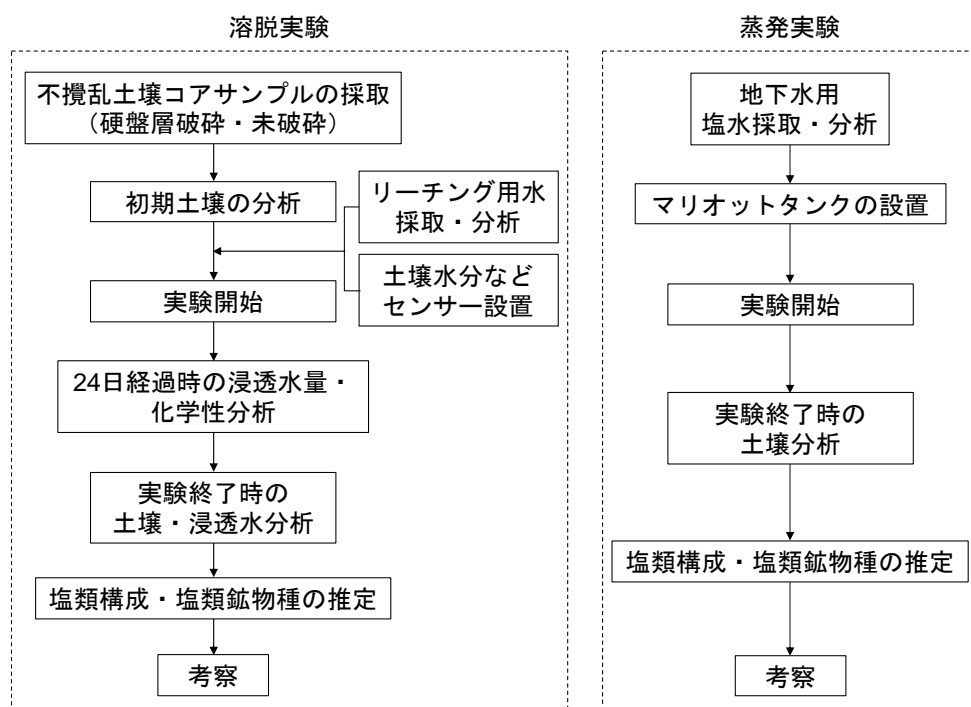 溶脱実験
不攪乱土壌コアサンプルの採取
（硬盤層破砕・未破砕）
初期土壌の分析
リーチング用水
採取・分析
土壌水分など
センサー設置
実験開始
24日経過時の浸透水量・
化学性分析
実験終了時の
土壌・浸透水分析
塩類構成・塩類鉱物種の推定
考察
蒸発実験
地下水用
塩水採取・分析
マリオットタンクの設置
実験開始
実験終了時の
土壌分析
塩類構成・塩類鉱物種の推定
考察